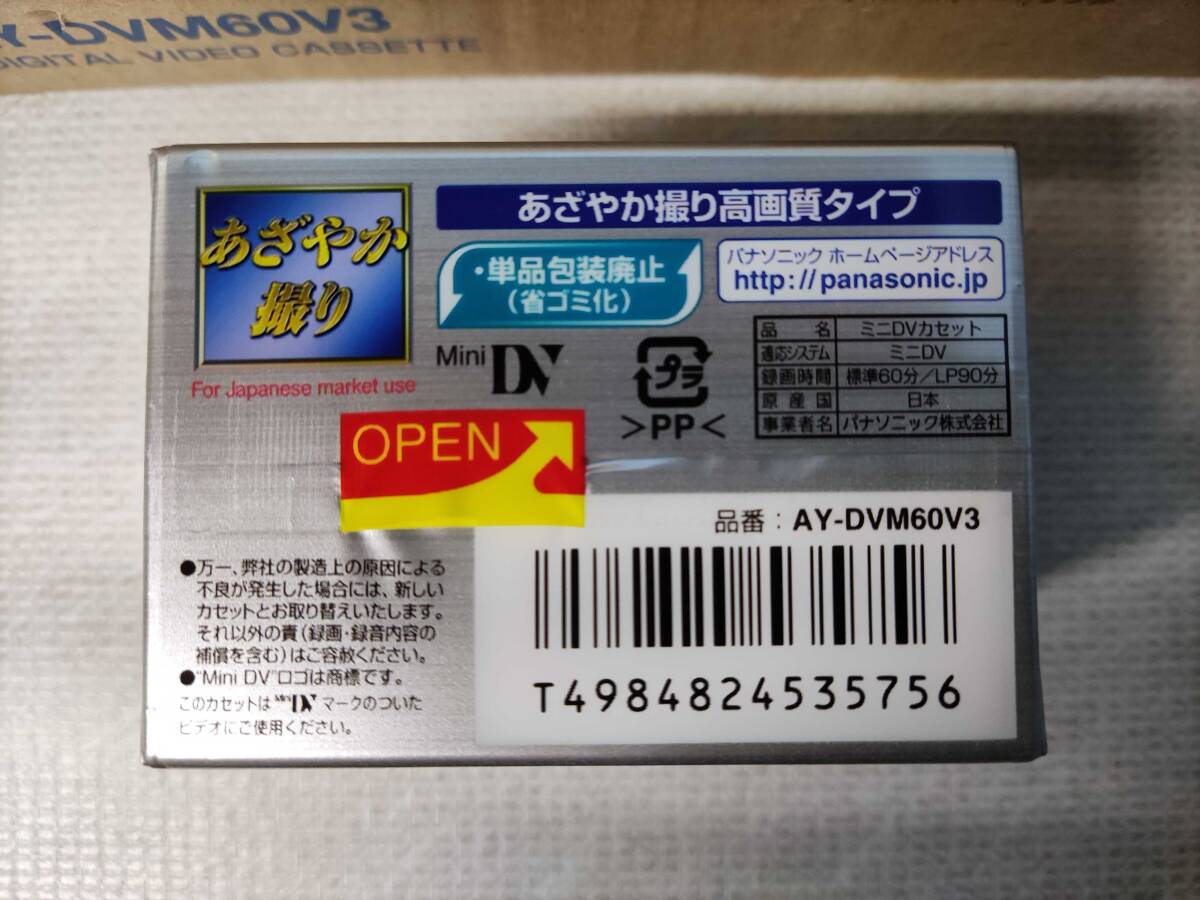 Y-DVM60V3
DIGITAL VIDEO CASSETTE
あざやか
撮り
For Japanese market use
あざやか撮り高画質タイプ
・単品包装廃止
(省ゴミ化)
パナソニック ホームページアドレス
http://panasonic.jp
Mini DV
プラ
>PP<
品名 ミニDVカセット
適応システム ミニDV
録画時間 標準60分/LP90分
原産国 日本
事業者名 パナソニック株式会社
OPEN
品番:AY-DVM60V3
T4984824535756
●万一、弊社の製造上の原因による
不良が発生した場合には、新しい
カセットとお取り替えいたします。
それ以外の責(録画・録音内容の
補償を含む)はご容赦ください。
●"Mini DV"ロゴは商標です。
このカセットはMini DVマークのついた
ビデオにご使用ください。